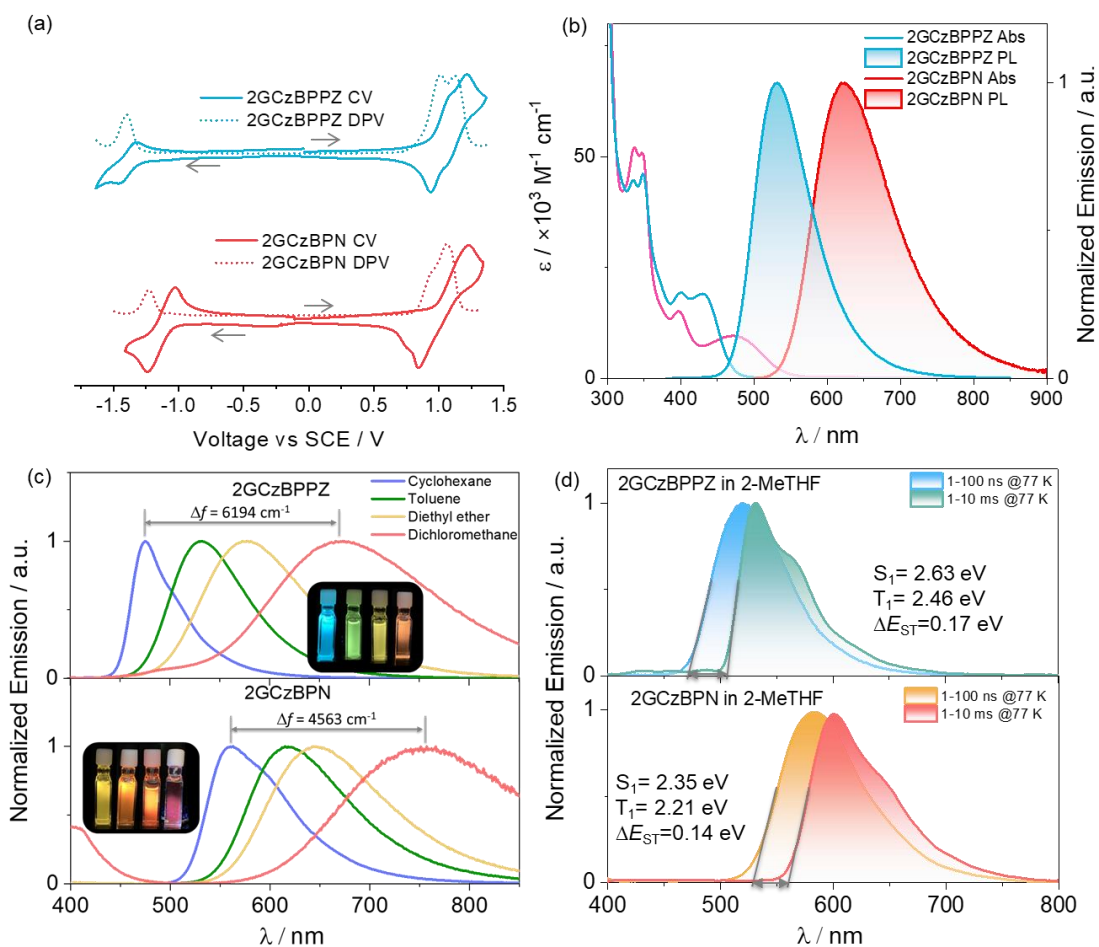 (a)
2GCzBPPZ CV
2GCzBPPZ DPV
2GCzBPN CV
2GCzBPN DPV
-1.5 -1.0 -0.5 0.0 0.5 1.0 1.5
Voltage vs SCE / V
(b)
2GCzBPPZ Abs
2GCzBPPZ PL
2GCzBPN Abs
2GCzBPN PL
50
0
1
0
ε / ×10³ M⁻¹ cm⁻¹
Normalized Emission / a.u.
300 400 500 600 700 800 900
λ / nm
(c)
2GCzBPPZ
Cyclohexane
Toluene
Diethyl ether
Dichloromethane
Δf = 6194 cm⁻¹
1
0
2GCzBPN
Δf = 4563 cm⁻¹
1
0
Normalized Emission / a.u.
400 500 600 700 800
λ / nm
(d)
2GCzBPPZ in 2-MeTHF
1-100 ns @77 K
1-10 ms @77 K
S₁= 2.63 eV
T₁= 2.46 eV
ΔE_ST=0.17 eV
1
0
2GCzBPN in 2-MeTHF
1-100 ns @77 K
1-10 ms @77 K
S₁= 2.35 eV
T₁= 2.21 eV
ΔE_ST=0.14 eV
1
0
Normalized Emission / a.u.
400 500 600 700 800
λ / nm